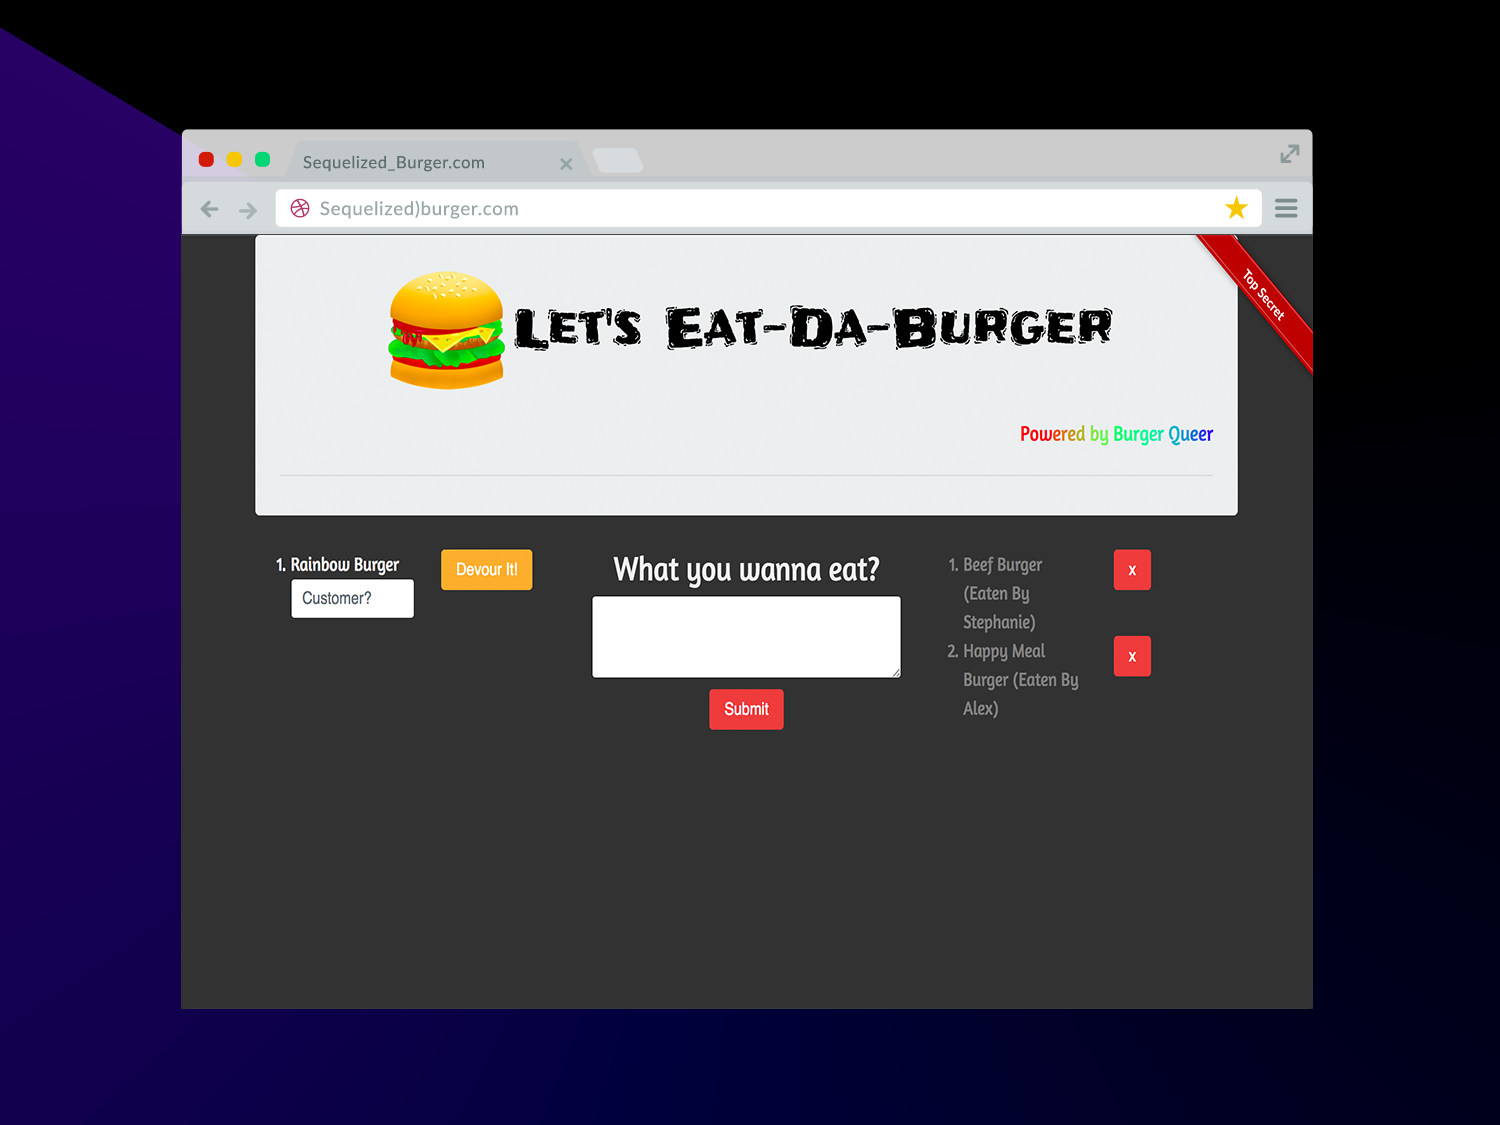 Sequelized_Burger.com
Sequelized)burger.com
Top Secret
Let's Eat-Da-Burger
Powered by Burger Queer
1. Rainbow Burger
Customer?
Devour It!
What you wanna eat?
Submit
1. Beef Burger
(Eaten By
Stephanie)
x
2. Happy Meal
Burger (Eaten By
Alex)
x